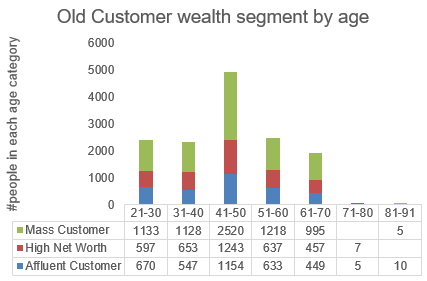 Old Customer wealth segment by age
#people in each age category
6000
5000
4000
3000
2000
1000
0
21-30 31-40 41-50 51-60 61-70 71-80 81-91
Mass Customer 1133 1128 2520 1218 995 5
High Net Worth 597 653 1243 637 457 7
Affluent Customer 670 547 1154 633 449 5 10